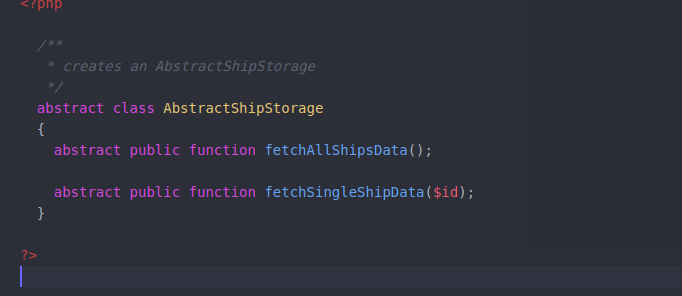 <?php
/**
* creates an AbstractShipStorage
*/
abstract class AbstractShipStorage
{
abstract public function fetchAllShipsData();
abstract public function fetchSingleShipData($id);
}
?>